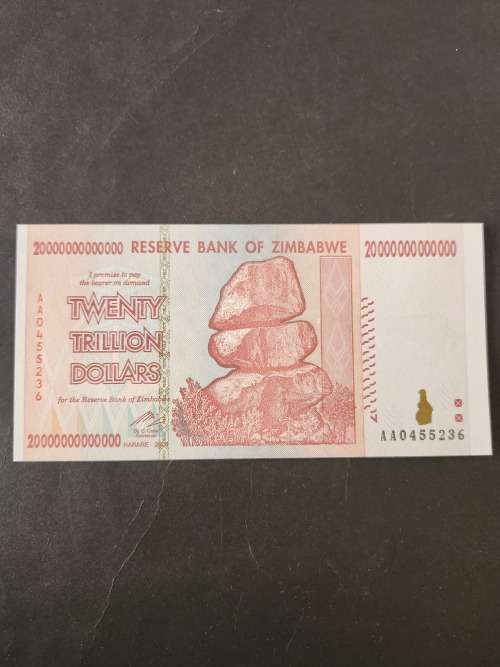 20000000000000 RESERVE BANK OF ZIMBABWE 20000000000000
I promise to pay
the bearer on demand
TWENTY
TRILLION
DOLLARS
for the Reserve Bank of Zimbabwe
20000000000000 HARARE 2008
AA0455236
AA0455236